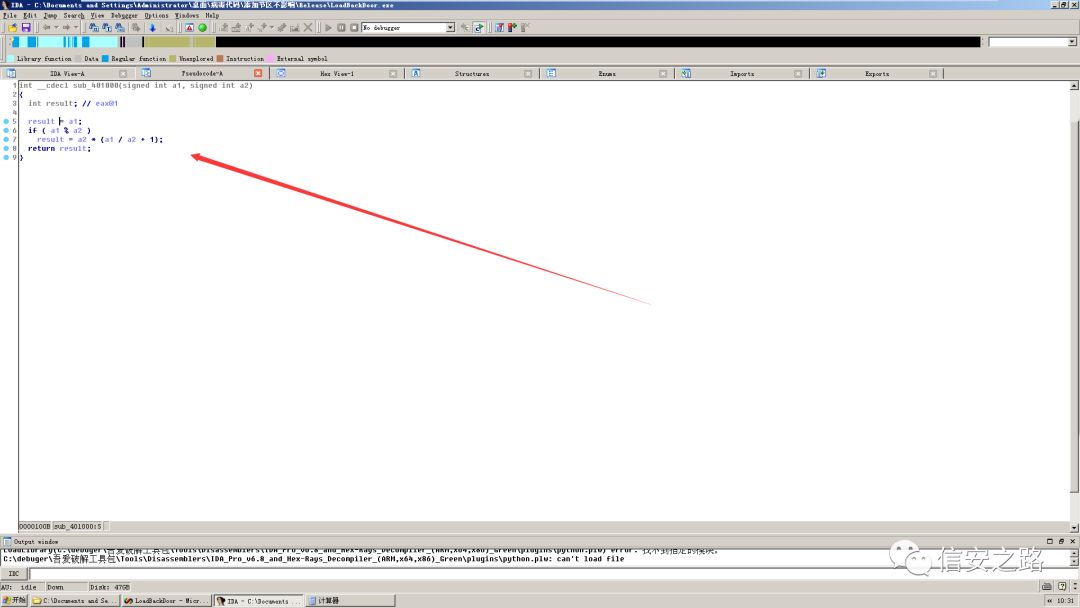 IDA - C:\Documents and Settings\Administrator\桌面\病毒代码\添加节区不影响\Release\LoadBackDoor.exe
File Edit Jump Search View Debugger Options Windows Help
No debugger
Library function Data Regular function Unexplored Instruction External symbol
IDA View-A Pseudocode-A Hex View-1 Structures Enums Imports Exports
1 int __cdecl sub_401000(signed int a1, signed int a2)
2 {
3 int result; // eax@1
4
5 result = a1;
6 if ( a1 % a2 )
7 result = a2 * (a1 / a2 + 1);
8 return result;
9 }
0000100B sub_401000:5
Output window
LoadLibrary(C:\debuger\吾爱破解工具包\Tools\Disassemblers\IDA_Pro_v6.8_and_Hex-Rays_Decompiler_(ARM,x64,x86)_Green\plugins\python.plw) error: 找不到指定的模块。
C:\debuger\吾爱破解工具包\Tools\Disassemblers\IDA_Pro_v6.8_and_Hex-Rays_Decompiler_(ARM,x64,x86)_Green\plugins\python.plw: can't load file
IDC
AU: idle Down Disk: 47GB
开始 C:\Documents and Se... LoadBackDoor - Micr... IDA - C:\Documents ... 计算器 10:31
信安之路